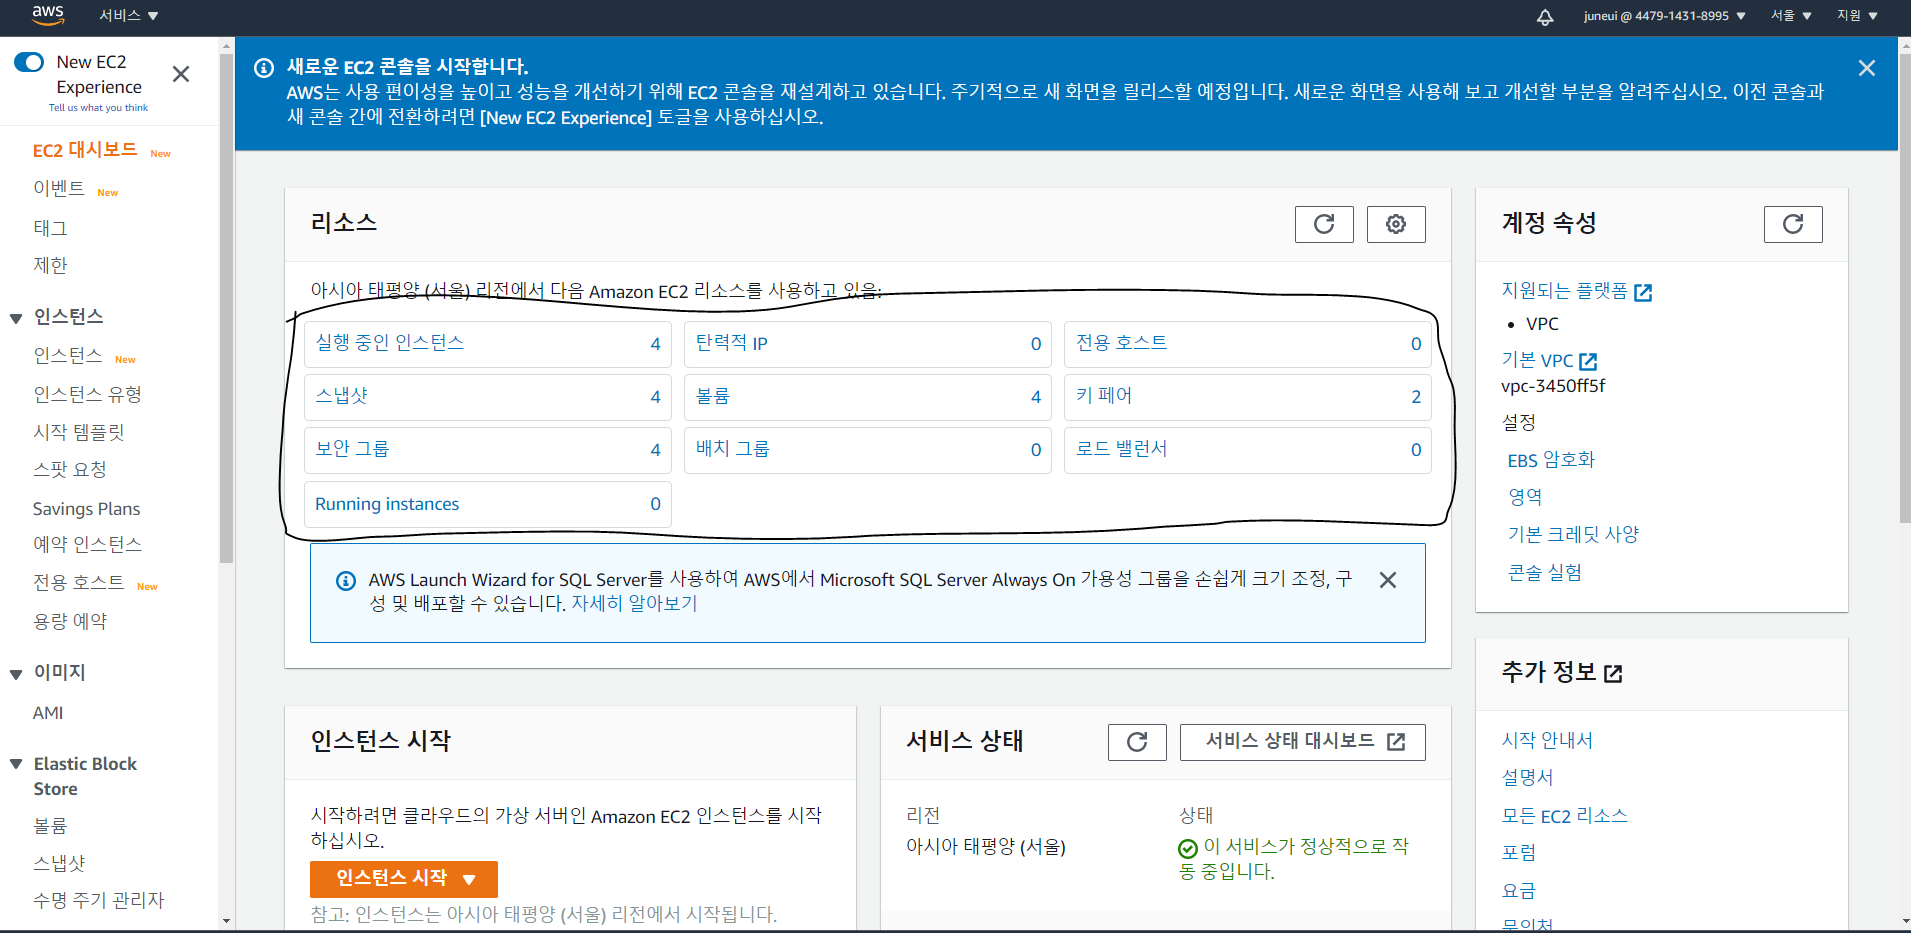 aws
서비스
juneui @ 4479-1431-8995
서울
지원
New EC2
Experience
Tell us what you think
EC2 대시보드 New
이벤트 New
태그
제한
인스턴스
인스턴스 New
인스턴스 유형
시작 템플릿
스팟 요청
Savings Plans
예약 인스턴스
전용 호스트 New
용량 예약
이미지
AMI
Elastic Block
Store
볼륨
스냅샷
수명 주기 관리자
새로운 EC2 콘솔을 시작합니다.
AWS는 사용 편이성을 높이고 성능을 개선하기 위해 EC2 콘솔을 재설계하고 있습니다. 주기적으로 새 화면을 릴리스할 예정입니다. 새로운 화면을 사용해 보고 개선할 부분을 알려주십시오. 이전 콘솔과
새 콘솔 간에 전환하려면 [New EC2 Experience] 토글을 사용하십시오.
리소스
아시아 태평양 (서울) 리전에서 다음 Amazon EC2 리소스를 사용하고 있음:
실행 중인 인스턴스 4
탄력적 IP 0
전용 호스트 0
스냅샷 4
볼륨 4
키 페어 2
보안 그룹 4
배치 그룹 0
로드 밸런서 0
Running instances 0
AWS Launch Wizard for SQL Server를 사용하여 AWS에서 Microsoft SQL Server Always On 가용성 그룹을 손쉽게 크기 조정, 구
성 및 배포할 수 있습니다. 자세히 알아보기
인스턴스 시작
시작하려면 클라우드의 가상 서버인 Amazon EC2 인스턴스를 시작
하십시오.
인스턴스 시작
참고: 인스턴스는 아시아 태평양 (서울) 리전에서 시작됩니다.
서비스 상태
서비스 상태 대시보드
리전
아시아 태평양 (서울)
상태
이 서비스가 정상적으로 작
동 중입니다.
계정 속성
지원되는 플랫폼
VPC
기본 VPC
vpc-3450ff5f
설정
EBS 암호화
영역
기본 크레딧 사양
콘솔 실험
추가 정보
시작 안내서
설명서
모든 EC2 리소스
포럼
요금
문의처